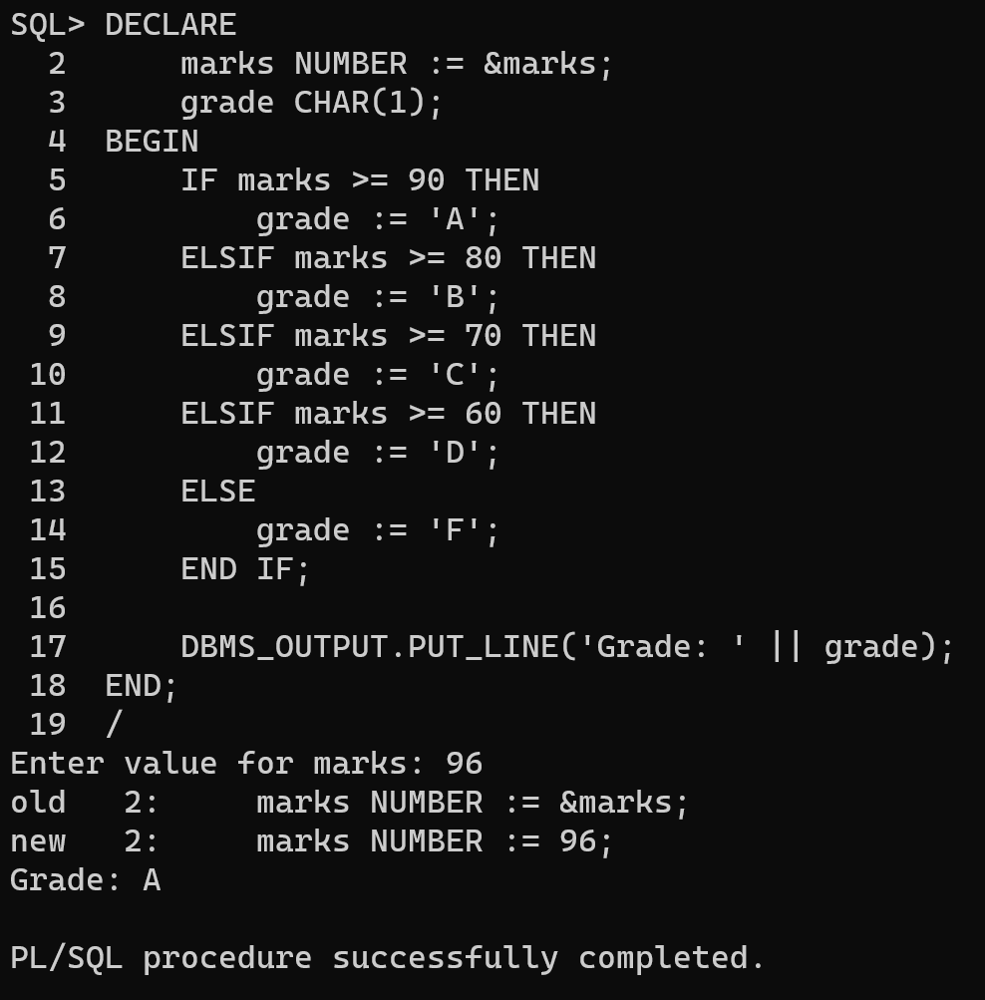 SQL> DECLARE
  2      marks NUMBER := &marks;
  3      grade CHAR(1);
  4  BEGIN
  5      IF marks >= 90 THEN
  6          grade := 'A';
  7      ELSIF marks >= 80 THEN
  8          grade := 'B';
  9      ELSIF marks >= 70 THEN
 10          grade := 'C';
 11      ELSIF marks >= 60 THEN
 12          grade := 'D';
 13      ELSE
 14          grade := 'F';
 15      END IF;
 16
 17      DBMS_OUTPUT.PUT_LINE('Grade: ' || grade);
 18  END;
 19  /
Enter value for marks: 96
old   2:     marks NUMBER := &marks;
new   2:     marks NUMBER := 96;
Grade: A

PL/SQL procedure successfully completed.